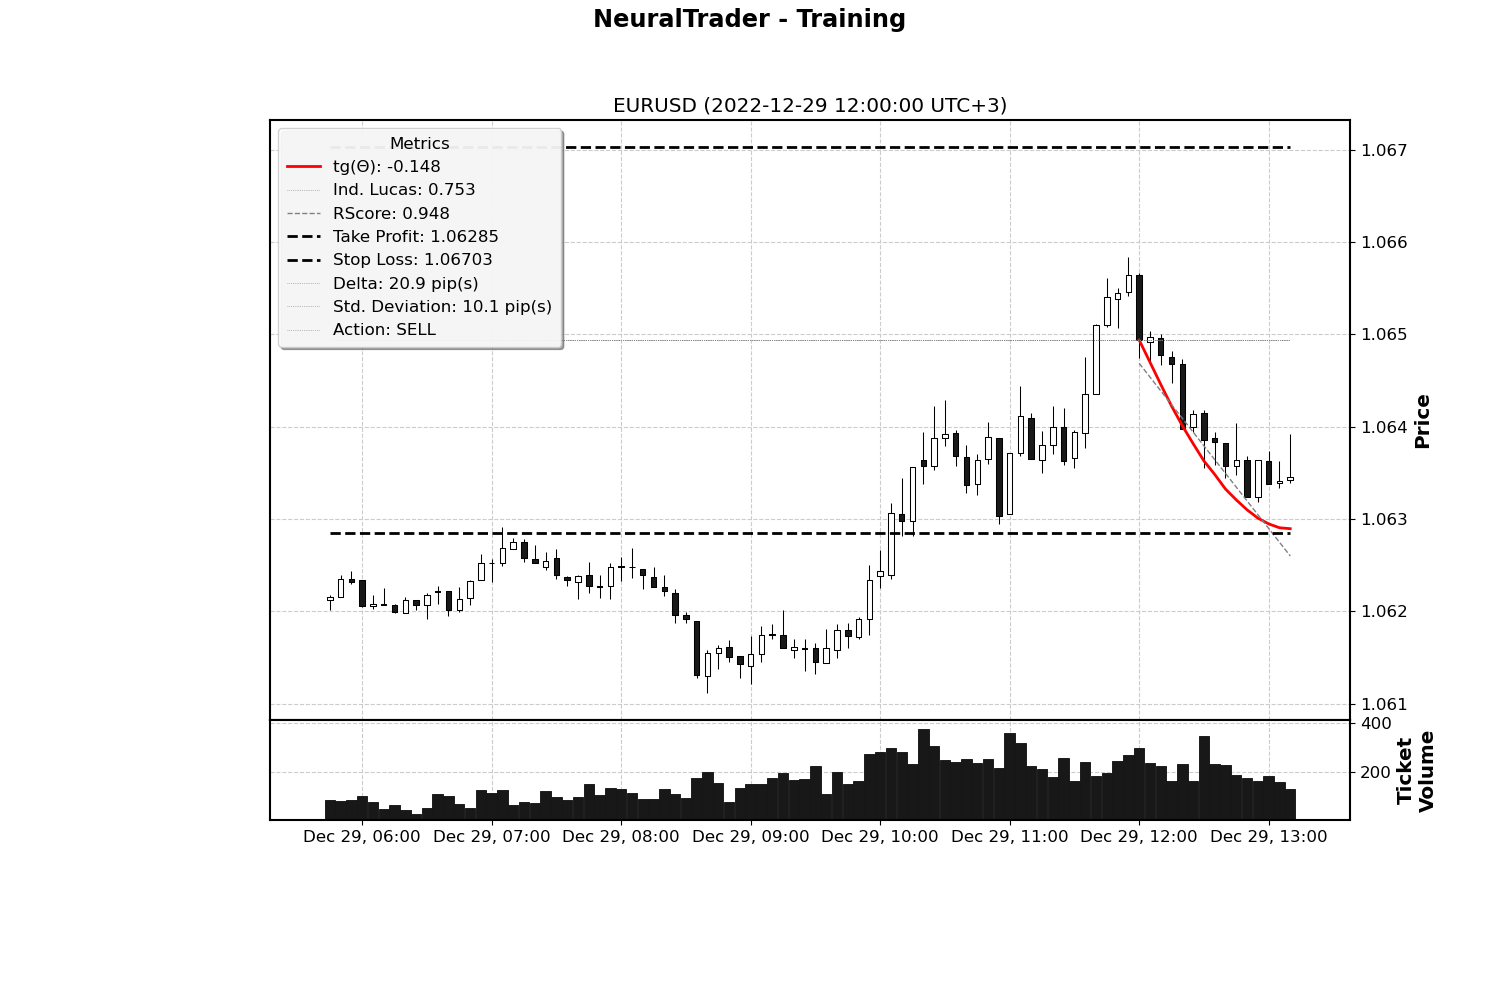 NeuralTrader - Training
EURUSD (2022-12-29 12:00:00 UTC+3)
Metrics
tg(Θ): -0.148
Ind. Lucas: 0.753
RScore: 0.948
Take Profit: 1.06285
Stop Loss: 1.06703
Delta: 20.9 pip(s)
Std. Deviation: 10.1 pip(s)
Action: SELL
1.067
1.066
1.065
1.064
1.063
1.062
1.061
Price
400
200
Ticket
Volume
Dec 29, 06:00 Dec 29, 07:00 Dec 29, 08:00 Dec 29, 09:00 Dec 29, 10:00 Dec 29, 11:00 Dec 29, 12:00 Dec 29, 13:00